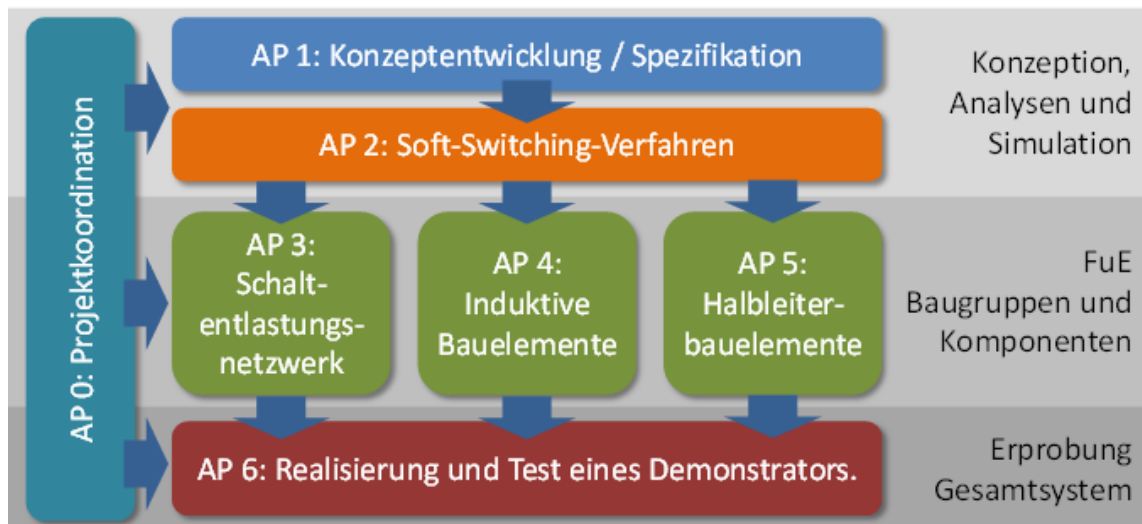 AP 0: Projektkoordination
AP 1: Konzeptentwicklung / Spezifikation
AP 2: Soft-Switching-Verfahren
Konzeption,
Analysen und
Simulation
AP 3:
Schalt-
entlastungs-
netzwerk
AP 4:
Induktive
Bauelemente
AP 5:
Halbleiter-
bauelemente
FuE
Baugruppen und
Komponenten
AP 6: Realisierung und Test eines Demonstrators.
Erprobung
Gesamtsystem